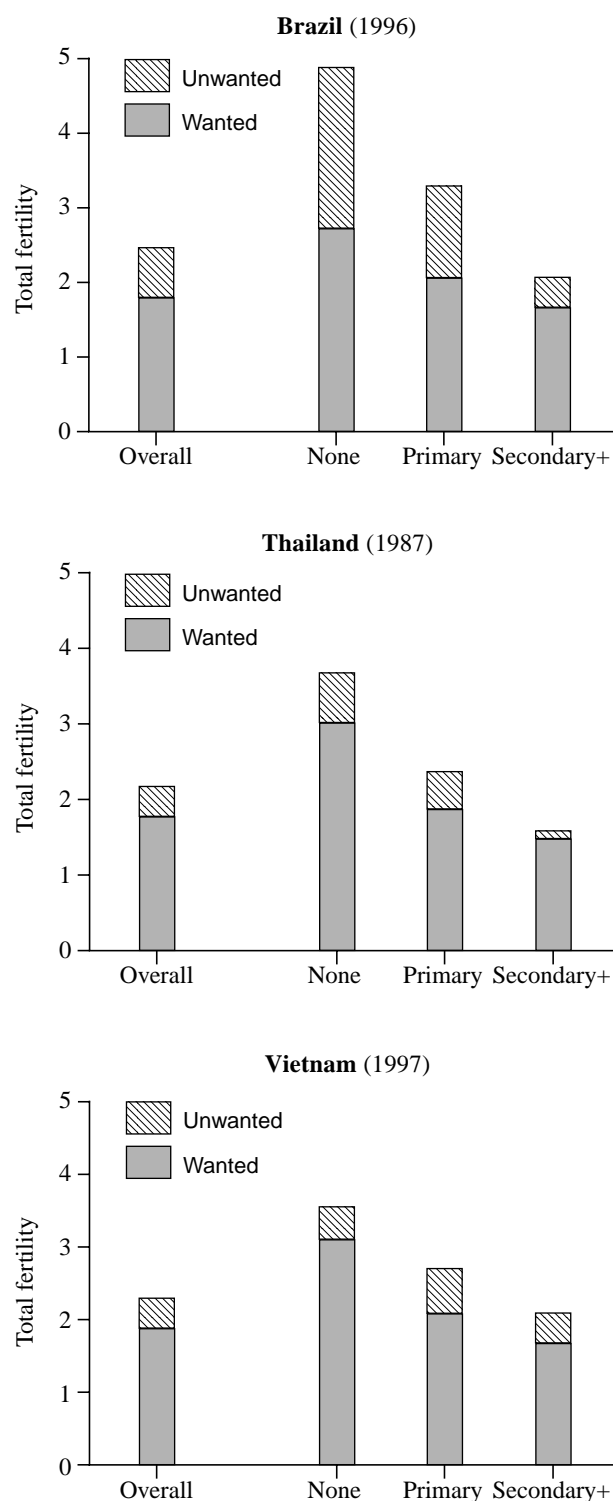 Brazil (1996)
5
Unwanted
4
Wanted
3
2
1
0
Total fertility
Overall None Primary Secondary+
Thailand (1987)
5
Unwanted
4
Wanted
3
2
1
0
Total fertility
Overall None Primary Secondary+
Vietnam (1997)
5
Unwanted
4
Wanted
3
2
1
0
Total fertility
Overall None Primary Secondary+